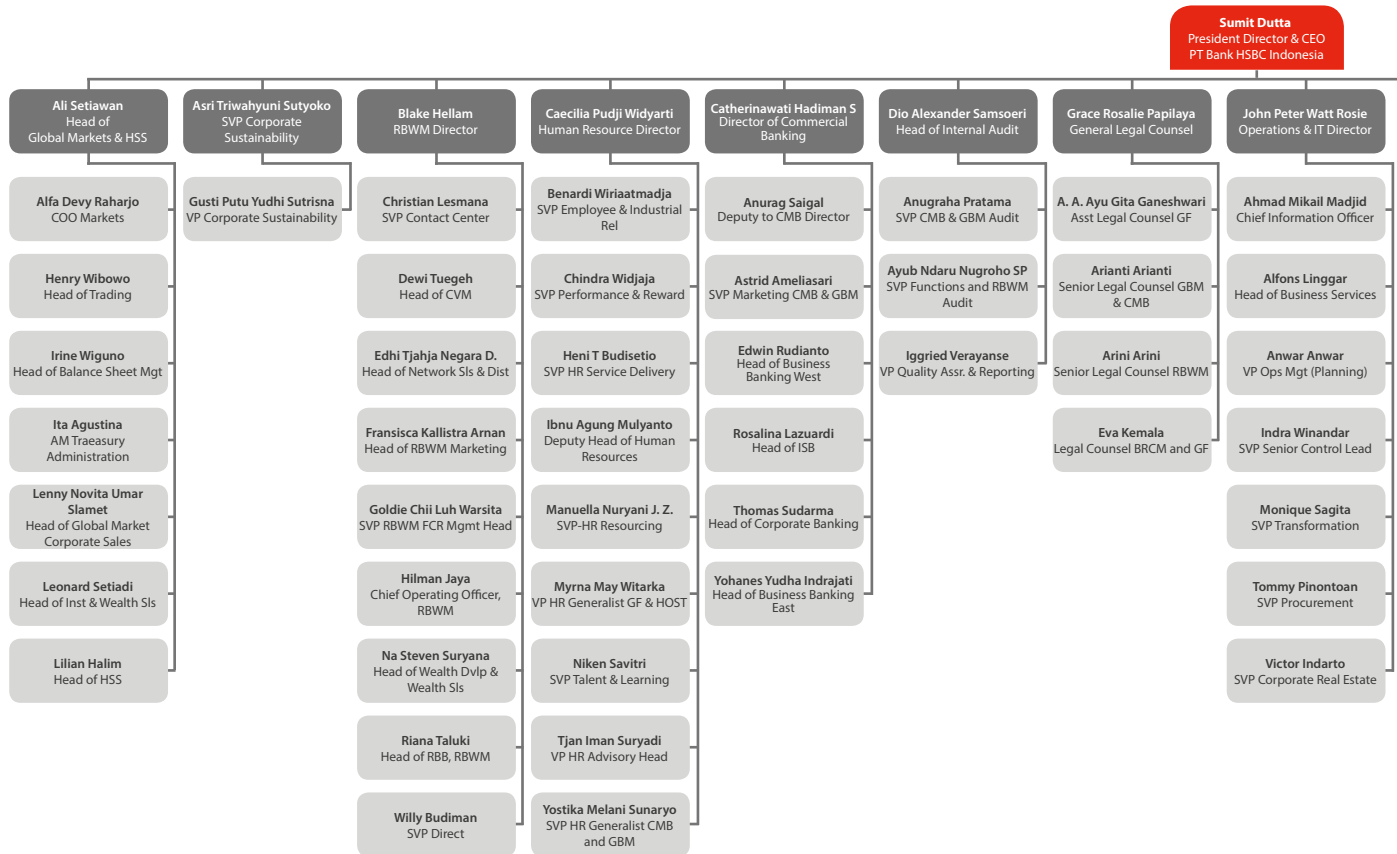 Sumit Dutta
President Director & CEO
PT Bank HSBC Indonesia
Ali Setiawan
Head of
Global Markets & HSS
Alfa Devy Raharjo
COO Markets
Henry Wibowo
Head of Trading
Irine Wiguno
Head of Balance Sheet Mgt
Ita Agustina
AM Traeasury
Administration
Lenny Novita Umar
Slamet
Head of Global Market
Corporate Sales
Leonard Setiadi
Head of Inst & Wealth Sls
Lilian Halim
Head of HSS
Asri Triwahyuni Sutyoko
SVP Corporate
Sustainability
Gusti Putu Yudhi Sutrisna
VP Corporate Sustainability
Blake Hellam
RBWM Director
Christian Lesmana
SVP Contact Center
Dewi Tuegeh
Head of CVM
Edhi Tjahja Negara D.
Head of Network Sls & Dist
Fransisca Kallistra Arnan
Head of RBWM Marketing
Goldie Chii Luh Warsita
SVP RBWM FCR Mgmt Head
Hilman Jaya
Chief Operating Officer,
RBWM
Na Steven Suryana
Head of Wealth Dvlp &
Wealth Sls
Riana Taluki
Head of RBB, RBWM
Willy Budiman
SVP Direct
Caecilia Pudji Widyarti
Human Resource Director
Benardi Wiriaatmadja
SVP Employee & Industrial
Rel
Chindra Widjaja
SVP Performance & Reward
Heni T Budisetio
SVP HR Service Delivery
Ibnu Agung Mulyanto
Deputy Head of Human
Resources
Manuella Nuryani J. Z.
SVP-HR Resourcing
Myrna May Witarka
VP HR Generalist GF & HOST
Niken Savitri
SVP Talent & Learning
Tjan Iman Suryadi
VP HR Advisory Head
Yostika Melani Sunaryo
SVP HR Generalist CMB
and GBM
Catherinawati Hadiman S
Director of Commercial
Banking
Anurag Saigal
Deputy to CMB Director
Astrid Ameliasari
SVP Marketing CMB & GBM
Edwin Rudianto
Head of Business
Banking West
Rosalina Lazuardi
Head of ISB
Thomas Sudarma
Head of Corporate Banking
Yohanes Yudha Indrajati
Head of Business Banking
East
Dio Alexander Samsoeri
Head of Internal Audit
Anugraha Pratama
SVP CMB & GBM Audit
Ayub Ndaru Nugroho SP
SVP Functions and RBWM
Audit
Iggried Verayanse
VP Quality Assr. & Reporting
Grace Rosalie Papilaya
General Legal Counsel
A. A. Ayu Gita Ganeshwari
Asst Legal Counsel GF
Arianti Arianti
Senior Legal Counsel GBM
& CMB
Arini Arini
Senior Legal Counsel RBWM
Eva Kemala
Legal Counsel BRCM and GF
John Peter Watt Rosie
Operations & IT Director
Ahmad Mikail Madjid
Chief Information Officer
Alfons Linggar
Head of Business Services
Anwar Anwar
VP Ops Mgt (Planning)
Indra Winandar
SVP Senior Control Lead
Monique Sagita
SVP Transformation
Tommy Pinontoan
SVP Procurement
Victor Indarto
SVP Corporate Real Estate